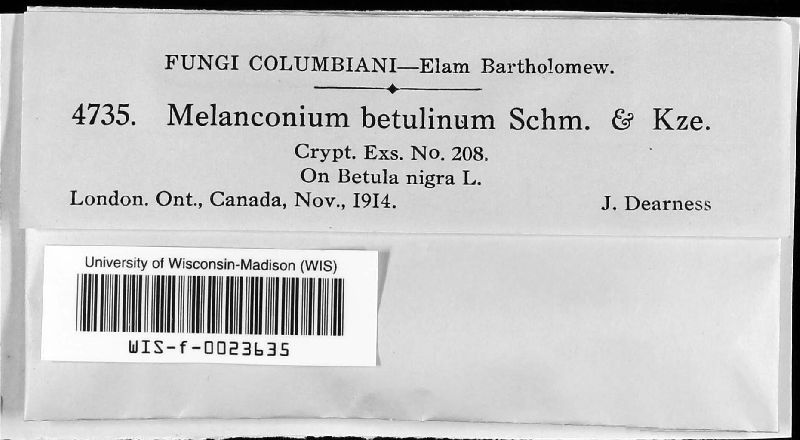 FUNGI COLUMBIANI—Elam Bartholomew.
4735. Melanconium betulinum Schm. & Kze.
Crypt. Exs. No. 208.
On Betula nigra L.
London. Ont., Canada, Nov., 1914. J. Dearness
University of Wisconsin-Madison (WIS)
WIS-f-0023635